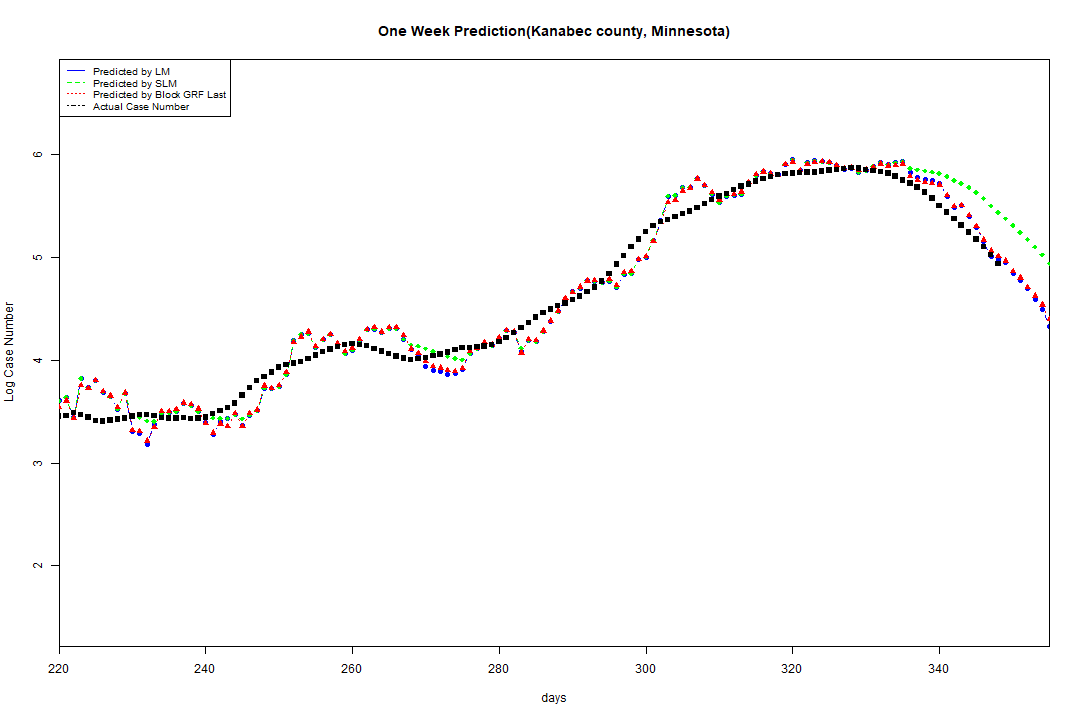 One Week Prediction(Kanabec county, Minnesota)
Predicted by LM
Predicted by SLM
Predicted by Block GRF Last
Actual Case Number
6
5
4
3
2
Log Case Number
220 240 260 280 300 320 340
days